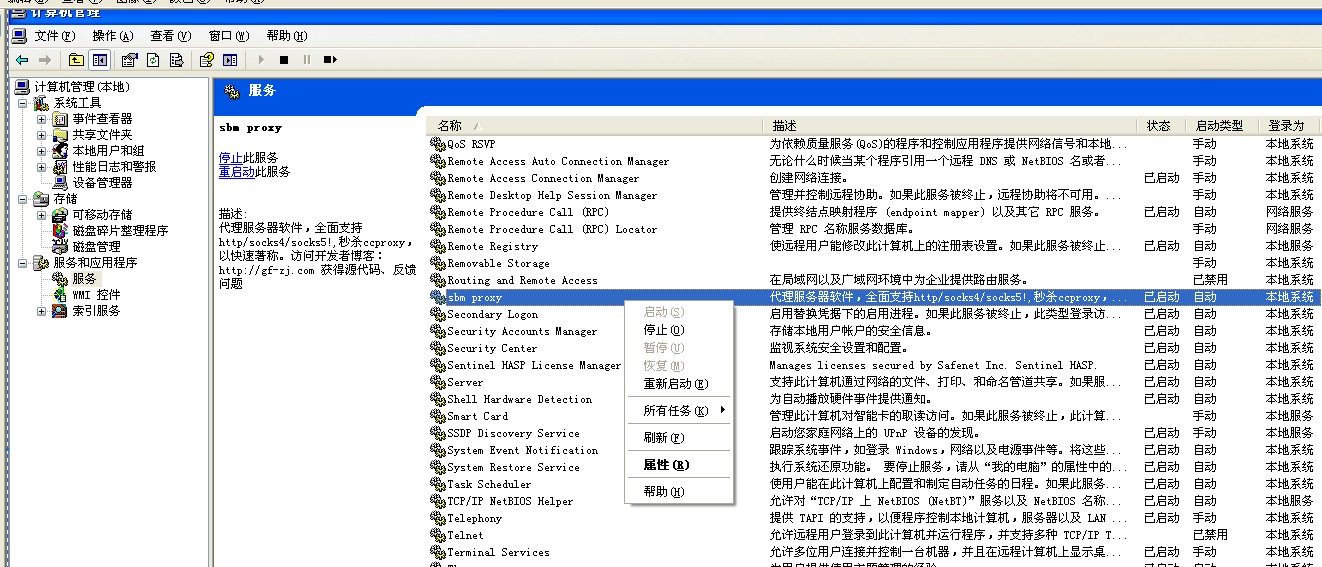 计算机管理
文件(F) 操作(A) 查看(V) 窗口(W) 帮助(H)
计算机管理(本地)
系统工具
事件查看器
共享文件夹
本地用户和组
性能日志和警报
设备管理器
存储
可移动存储
磁盘碎片整理程序
磁盘管理
服务和应用程序
服务
WMI 控件
索引服务
服务
sbm proxy
停止此服务
重启动此服务
描述:
代理服务器软件，全面支持
http/socks4/socks5!,秒杀ccproxy，
以快速著称。访问开发者博客：
http://gf-zj.com 获得源代码、反馈
问题
名称 描述 状态 启动类型 登录为
QoS RSVP 为依赖质量服务(QoS)的程序和控制应用程序提供网络信号和本地... 手动 本地系统
Remote Access Auto Connection Manager 无论什么时候当某个程序引用一个远程 DNS 或 NetBIOS 名或者... 手动 本地系统
Remote Access Connection Manager 创建网络连接。 已启动 手动 本地系统
Remote Desktop Help Session Manager 管理并控制远程协助。如果此服务被终止，远程协助将不可用。... 手动 本地系统
Remote Procedure Call (RPC) 提供终结点映射程序 (endpoint mapper) 以及其它 RPC 服务。 已启动 自动 网络服务
Remote Procedure Call (RPC) Locator 管理 RPC 名称服务数据库。 手动 网络服务
Remote Registry 使远程用户能修改此计算机上的注册表设置。如果此服务被终止... 已启动 自动 本地服务
Removable Storage 手动 本地系统
Routing and Remote Access 在局域网以及广域网环境中为企业提供路由服务。 已禁用 本地系统
sbm proxy 代理服务器软件，全面支持http/socks4/socks5!,秒杀ccproxy，... 已启动 自动 本地系统
Secondary Logon 启用替换凭据下的启用进程。如果此服务被终止，此类型登录访... 已启动 自动 本地系统
Security Accounts Manager 存储本地用户帐户的安全信息。 已启动 自动 本地系统
Security Center 监视系统安全设置和配置。 已启动 自动 本地系统
Sentinel HASP License Manager Manages licenses secured by Safenet Inc. Sentinel HASP. 已启动 自动 本地系统
Server 支持此计算机通过网络的文件、打印、和命名管道共享。如果服... 已启动 自动 本地系统
Shell Hardware Detection 为自动播放硬件事件提供通知。 已启动 自动 本地系统
Smart Card 管理此计算机对智能卡的取读访问。如果此服务被终止，此计算... 手动 本地服务
SSDP Discovery Service 启动您家庭网络上的 UPnP 设备的发现。 已启动 手动 本地服务
System Event Notification 跟踪系统事件，如登录 Windows，网络以及电源事件等。将这些... 已启动 自动 本地系统
System Restore Service 执行系统还原功能。 要停止服务，请从“我的电脑”的属性中的... 已启动 自动 本地系统
Task Scheduler 使用户能在此计算机上配置和制定自动任务的日程。如果此服务... 已启动 自动 本地系统
TCP/IP NetBIOS Helper 允许对“TCP/IP 上 NetBIOS (NetBT)”服务以及 NetBIOS 名称... 已启动 自动 本地服务
Telephony 提供 TAPI 的支持，以便程序控制本地计算机，服务器以及 LAN ... 已启动 手动 本地系统
Telnet 允许远程用户登录到此计算机并运行程序，并支持多种 TCP/IP T... 已禁用 本地系统
Terminal Services 允许多位用户连接并控制一台机器，并且在远程计算机上显示桌... 已启动 手动 本地系统
启动(S)
停止(O)
暂停(U)
恢复(M)
重新启动(E)
所有任务(K)
刷新(F)
属性(R)
帮助(H)